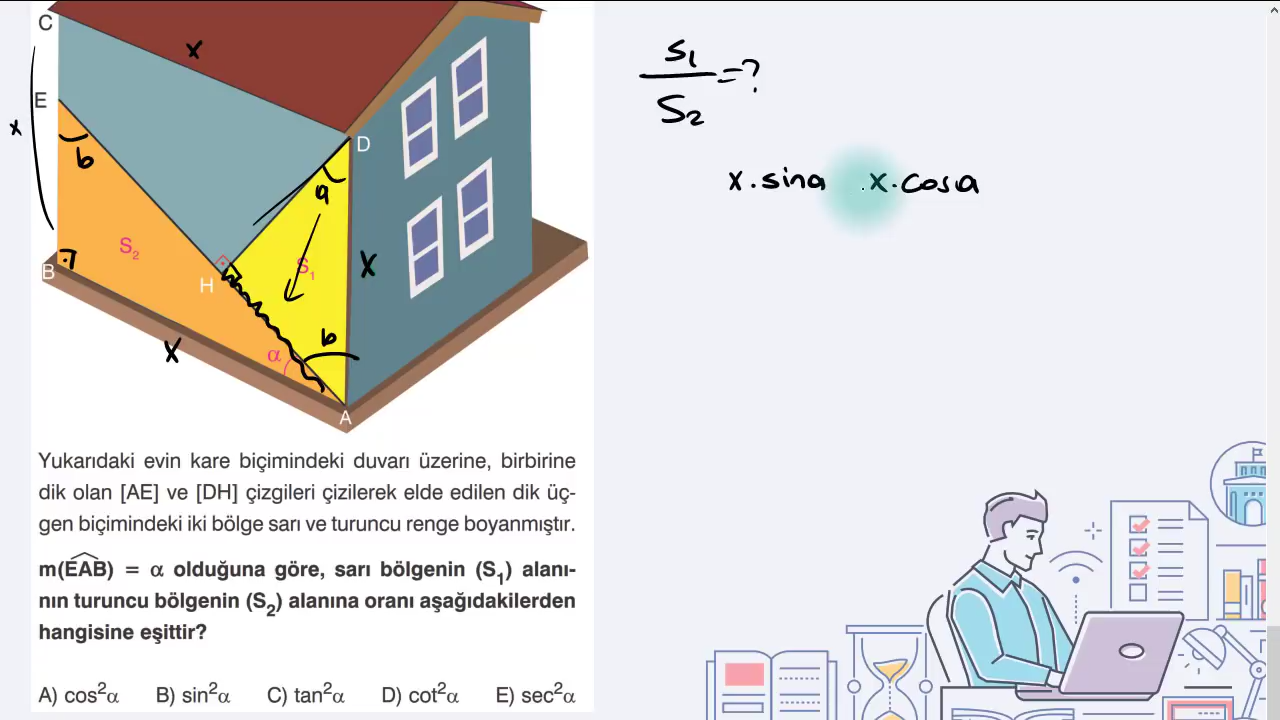 C
x
E
x
b
D
a
S₂
S₁
x
B
H
b
x
α
A
S₁/S₂ = ?
x.sina .x.cosa
Yukarıdaki evin kare biçimindeki duvarı üzerine, birbirine
dik olan [AE] ve [DH] çizgileri çizilerek elde edilen dik üç-
gen biçimindeki iki bölge sarı ve turuncu renge boyanmıştır.
m(EAB) = α olduğuna göre, sarı bölgenin (S₁) alanı-
nın turuncu bölgenin (S₂) alanına oranı aşağıdakilerden
hangisine eşittir?
A) cos²α B) sin²α C) tan²α D) cot²α E) sec²α